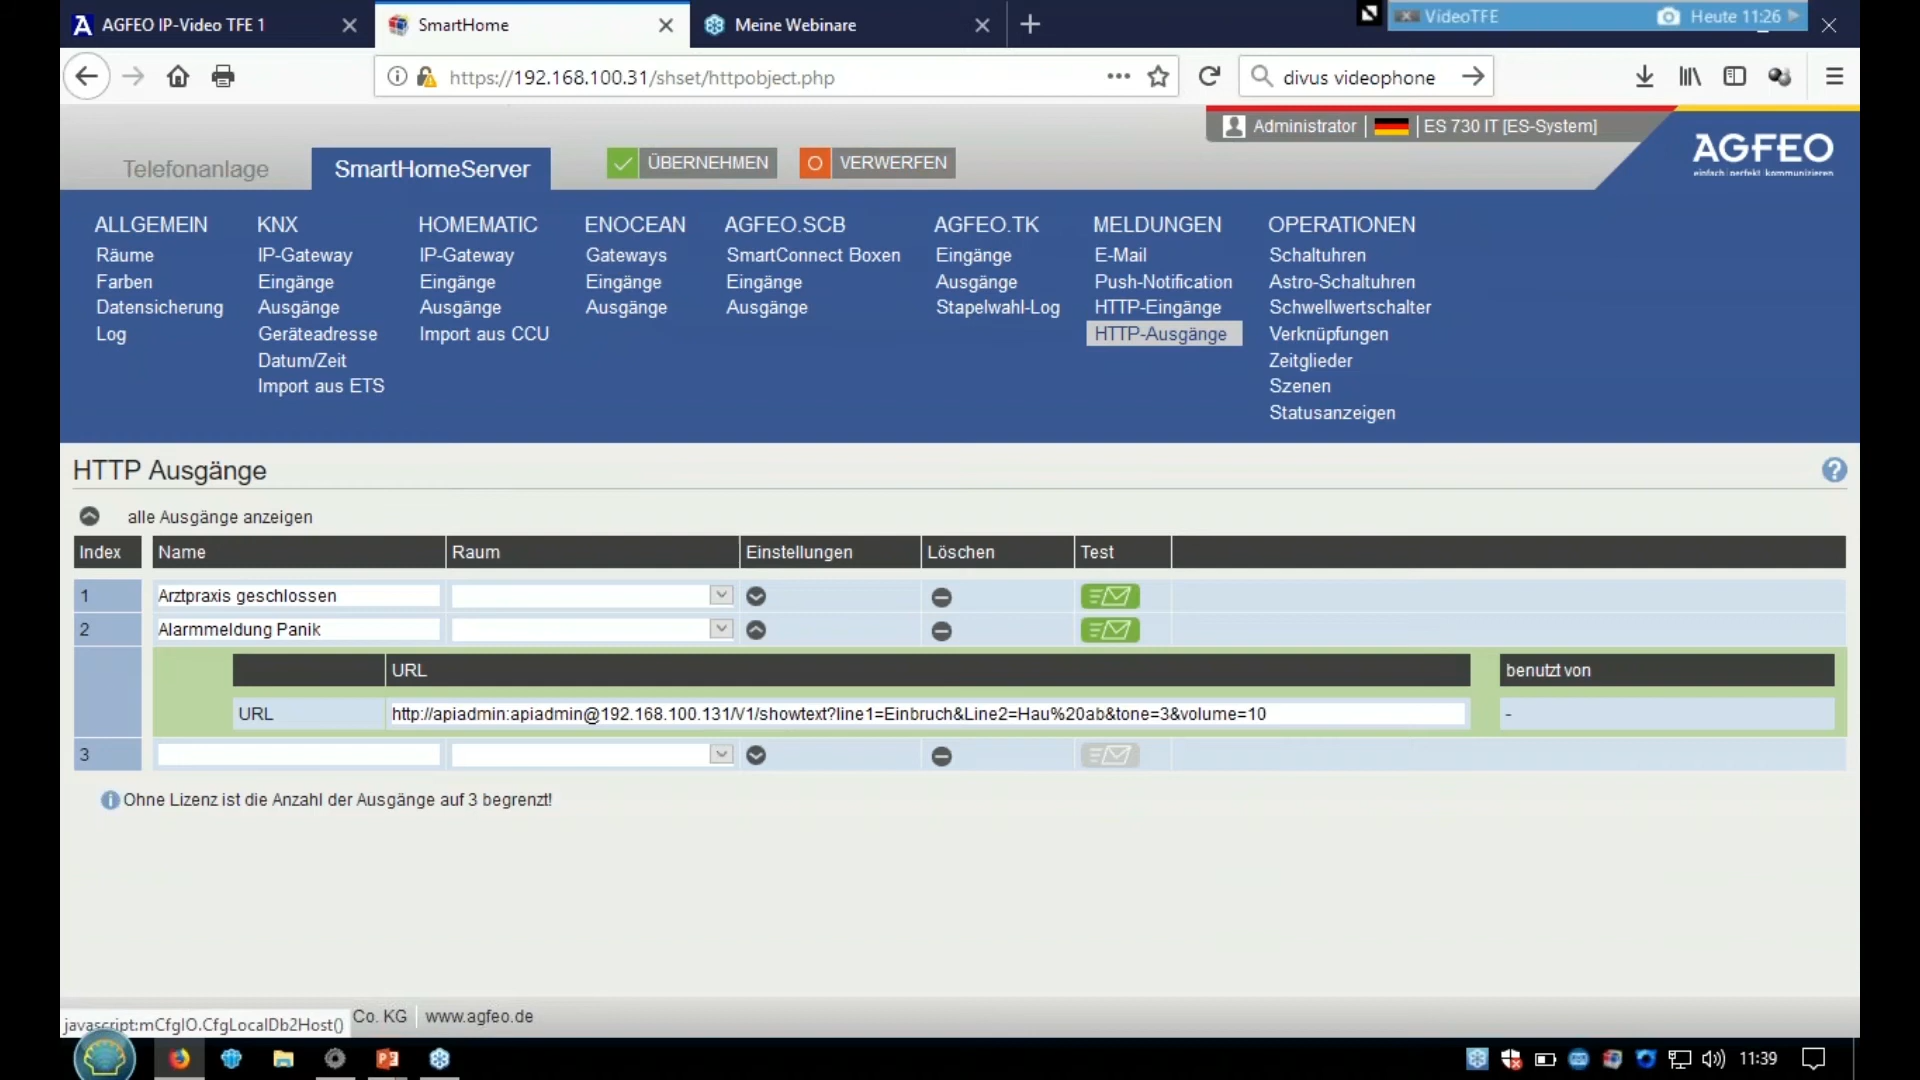 AGFEO IP-Video TFE 1
SmartHome
Meine Webinare
VideoTFE
Heute 11:26
https://192.168.100.31/shset/httpobject.php
divus videophone
Administrator
ES 730 IT [ES-System]
AGFEO
einfach perfekt kommunizieren
Telefonanlage
SmartHomeServer
ÜBERNEHMEN
VERWERFEN
ALLGEMEIN
Räume
Farben
Datensicherung
Log
KNX
IP-Gateway
Eingänge
Ausgänge
Geräteadresse
Datum/Zeit
Import aus ETS
HOMEMATIC
IP-Gateway
Eingänge
Ausgänge
Import aus CCU
ENOCEAN
Gateways
Eingänge
Ausgänge
AGFEO.SCB
SmartConnect Boxen
Eingänge
Ausgänge
AGFEO.TK
Eingänge
Ausgänge
Stapelwahl-Log
MELDUNGEN
E-Mail
Push-Notification
HTTP-Eingänge
HTTP-Ausgänge
OPERATIONEN
Schaltuhren
Astro-Schaltuhren
Schwellwertschalter
Verknüpfungen
Zeitglieder
Szenen
Statusanzeigen
HTTP Ausgänge
alle Ausgänge anzeigen
Index Name Raum Einstellungen Löschen Test
1 Arztpraxis geschlossen
2 Alarmmeldung Panik
URL benutzt von
URL http://apiadmin:apiadmin@192.168.100.131/V1/showtext?line1=Einbruch&Line2=Hau%20ab&tone=3&volume=10 -
3
Ohne Lizenz ist die Anzahl der Ausgänge auf 3 begrenzt!
javascript:mCfgIO.CfgLocalDb2Host()
Co. KG www.agfeo.de
11:39